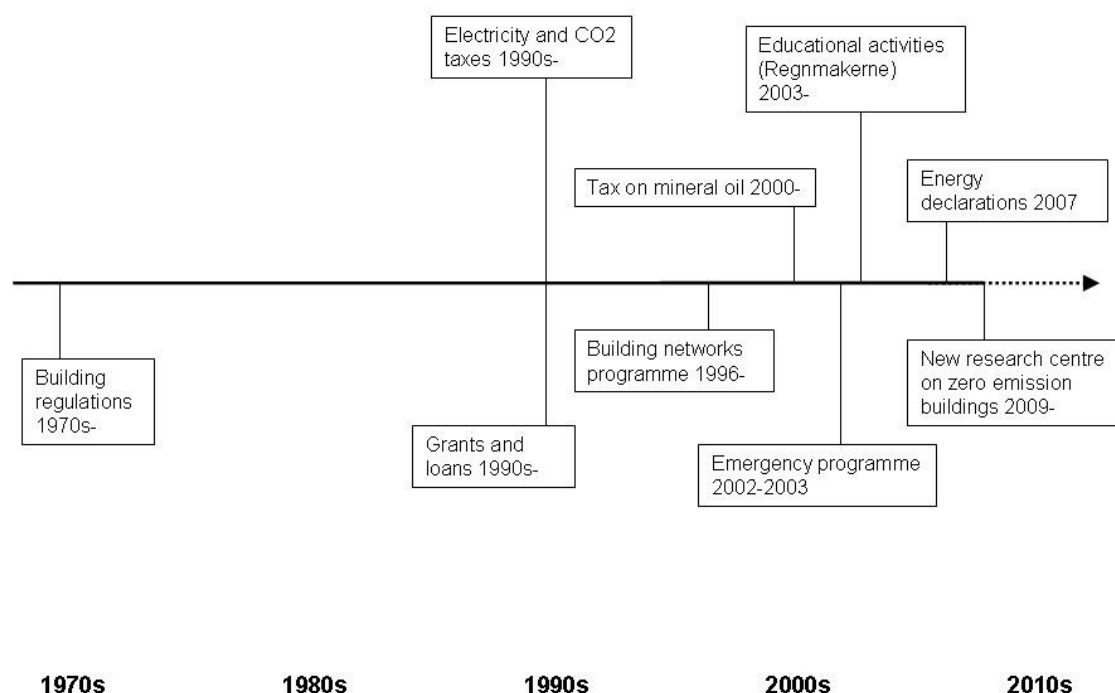 Electricity and CO2
taxes 1990s-
Educational activities
(Regnmakerne)
2003-
Tax on mineral oil 2000-
Energy
declarations 2007
Building
regulations
1970s-
Grants and
loans 1990s-
Building networks
programme 1996-
Emergency programme
2002-2003
New research centre
on zero emission
buildings 2009-
1970s
1980s
1990s
2000s
2010s